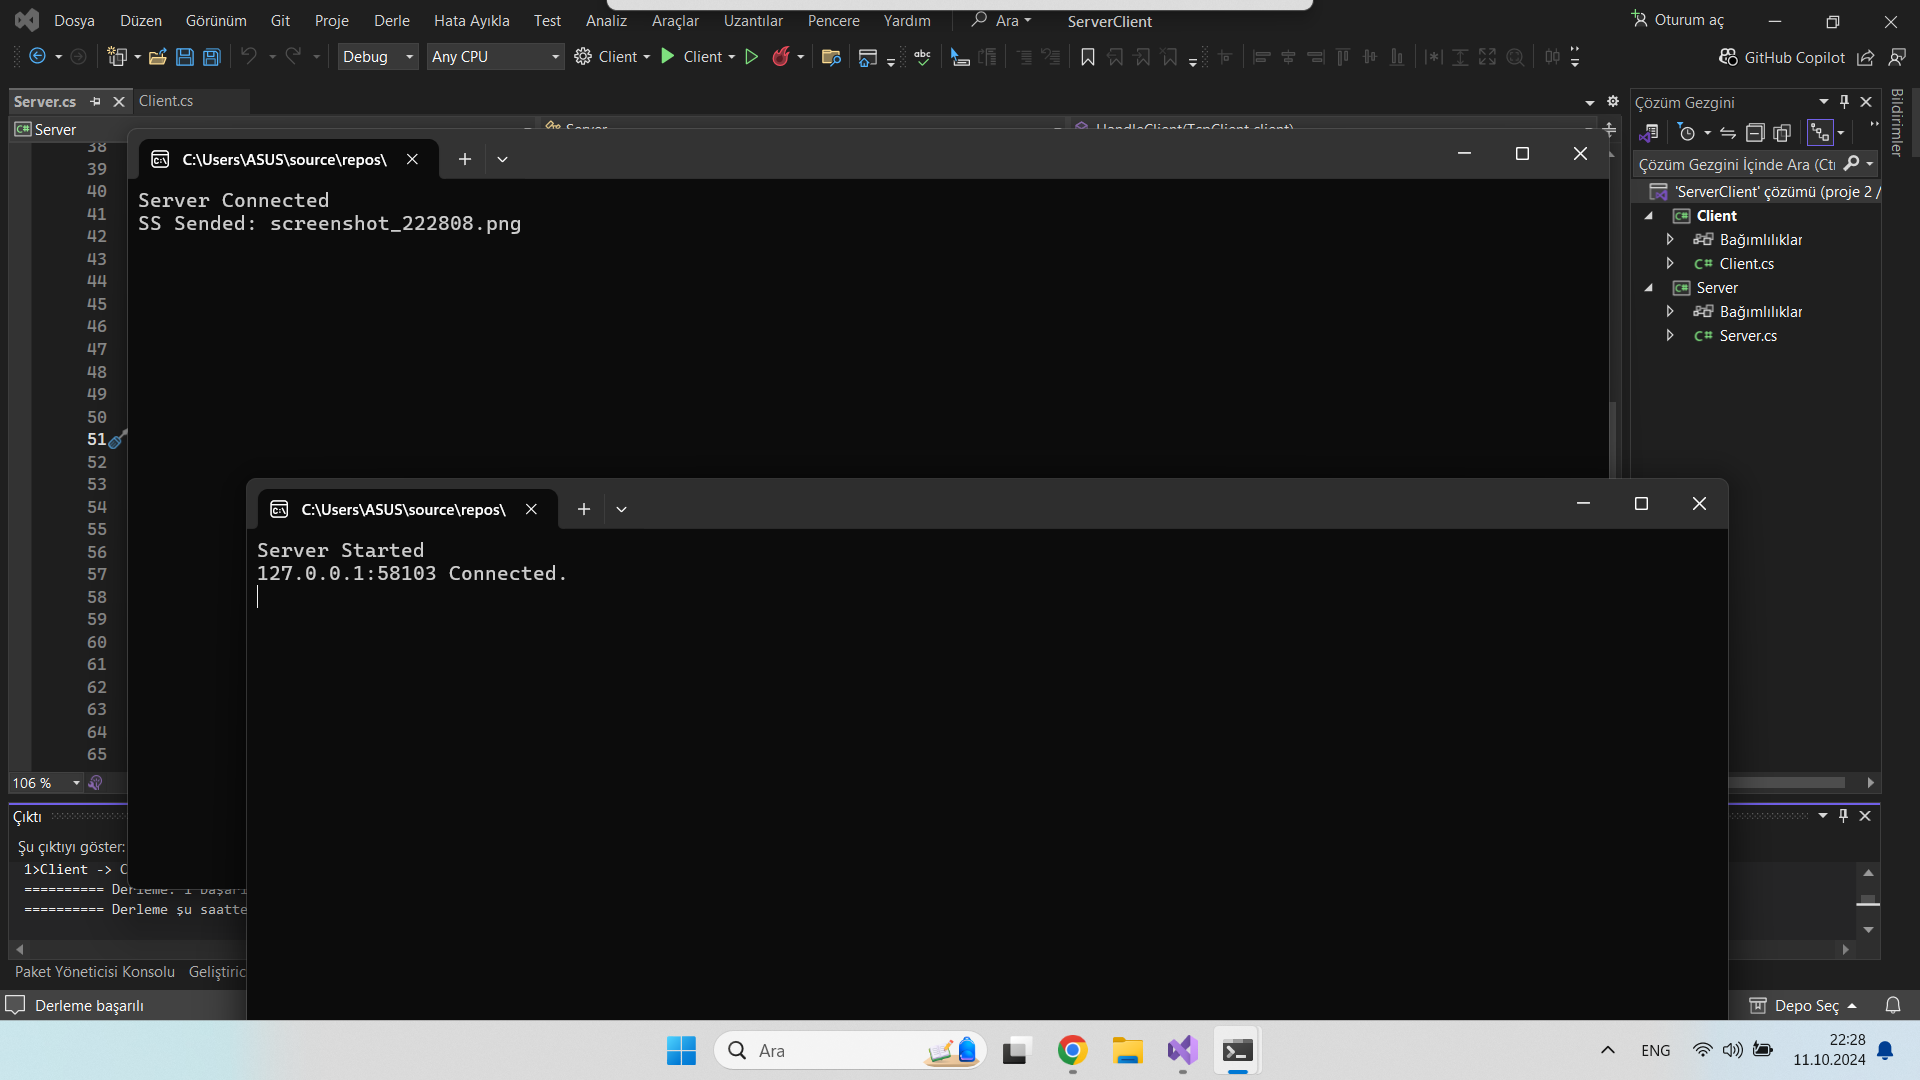 Dosya Düzen Görünüm Git Proje Derle Hata Ayıkla Test Analiz Araçlar Uzantılar Pencere Yardım Ara ServerClient Oturum aç
Debug Any CPU Client Client GitHub Copilot
Server.cs Client.cs
Server
38
39
40
41
42
43
44
45
46
47
48
49
50
51
52
53
54
55
56
57
58
59
60
61
62
63
64
65
106 %
C:\Users\ASUS\source\repos\
Server Connected
SS Sended: screenshot_222808.png
C:\Users\ASUS\source\repos\
Server Started
127.0.0.1:58103 Connected.
Çözüm Gezgini
Çözüm Gezgini İçinde Ara (Ctr
'ServerClient' çözümü (proje 2 /
Client
Bağımlılıklar
Client.cs
Server
Bağımlılıklar
Server.cs
Bildirimler
Çıktı
Şu çıktıyı göster:
1>Client -> C
========== Derleme: 1 başarı
========== Derleme şu saatte
Paket Yöneticisi Konsolu Geliştiric
Derleme başarılı
Depo Seç
Ara
ENG
22:28
11.10.2024